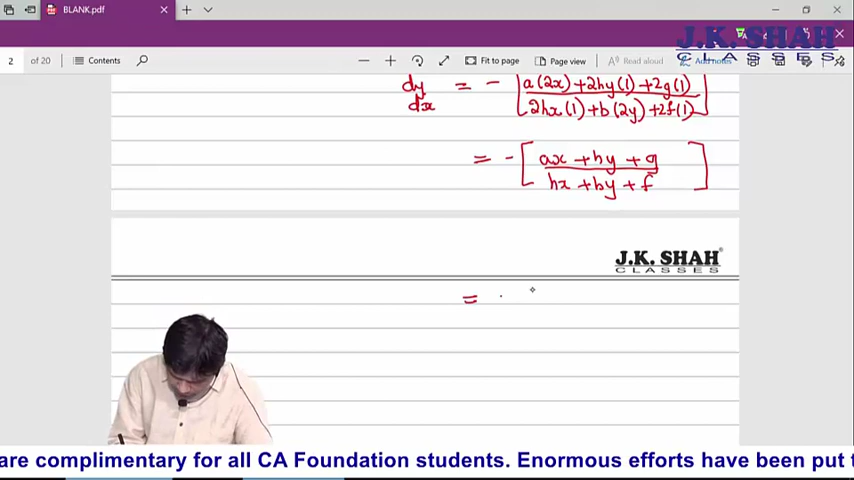 BLANK.pdf
J.K. SHAH
CLASSES
2 of 20
Contents
Fit to page
Page view
Read aloud
Add notes
dy/dx = - [a(2x)+2hy(1)+2g(1) / 2hx(1)+b(2y)+2f(1)]
= - [ax+hy+g / hx+by+f]
J.K. SHAH
CLASSES
=
are complimentary for all CA Foundation students. Enormous efforts have been put